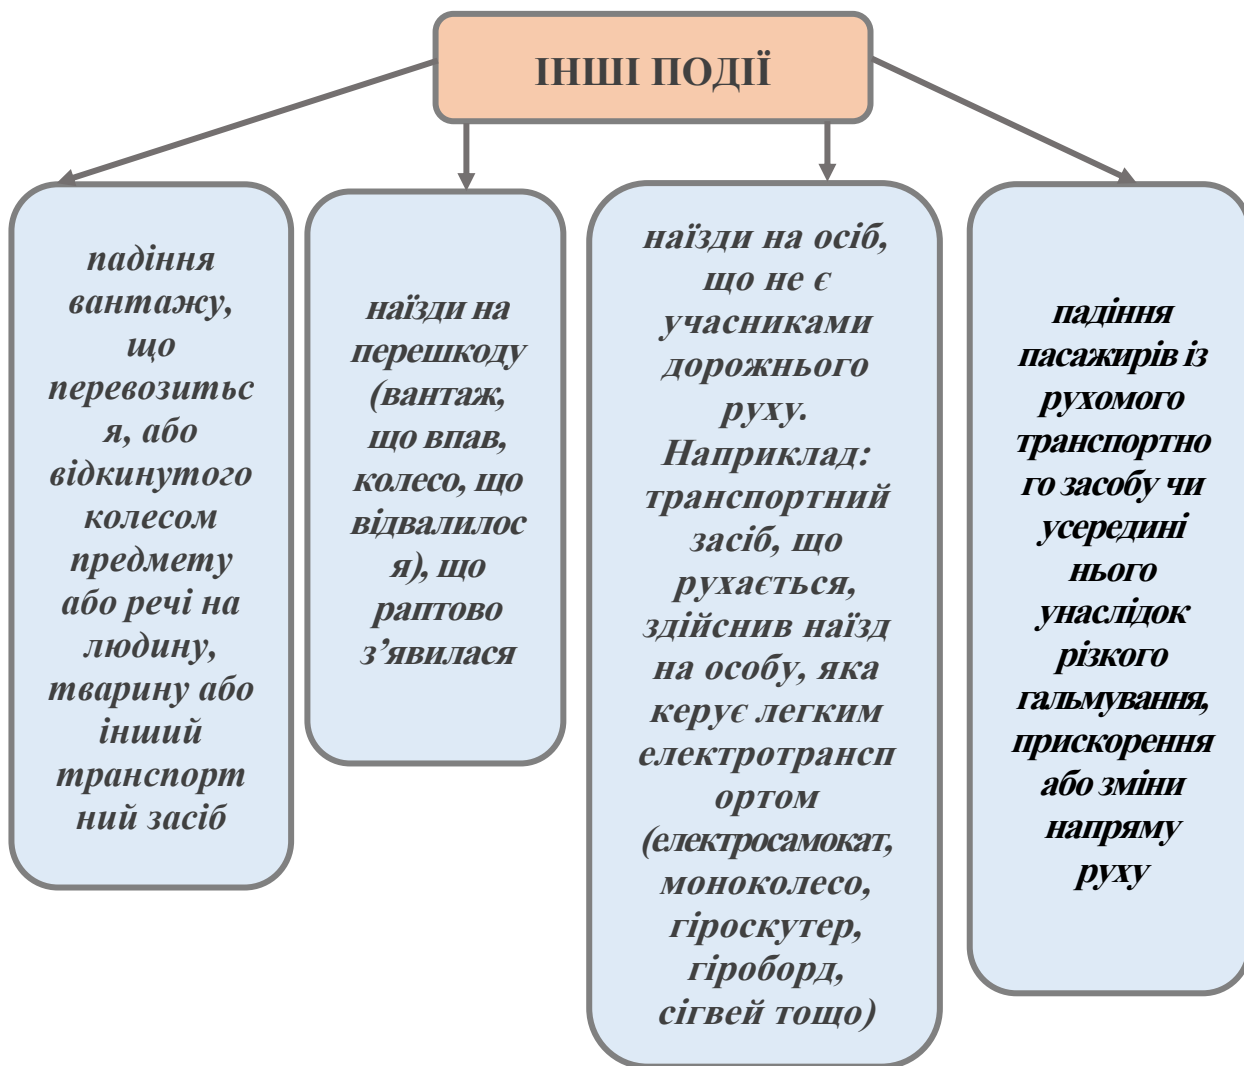 ІНШІ ПОДІЇ
падіння
вантажу,
що
перевозитьс
я, або
відкинутого
колесом
предмету
або речі на
людину,
тварину або
інший
транспорт
ний засіб
наїзди на
перешкоду
(вантаж,
що впав,
колесо, що
відвалилос
я), що
раптово
з’явилася
наїзди на осіб,
що не є
учасниками
дорожнього
руху.
Наприклад:
транспортний
засіб, що
рухається,
здійснив наїзд
на особу, яка
керує легким
електротрансп
ортом
(електросамокат,
моноколесо,
гіроскутер,
гіроборд,
сігвей тощо)
падіння
пасажирів із
рухомого
транспортно
го засобу чи
усередині
нього
унаслідок
різкого
гальмування,
прискорення
або зміни
напряму
руху